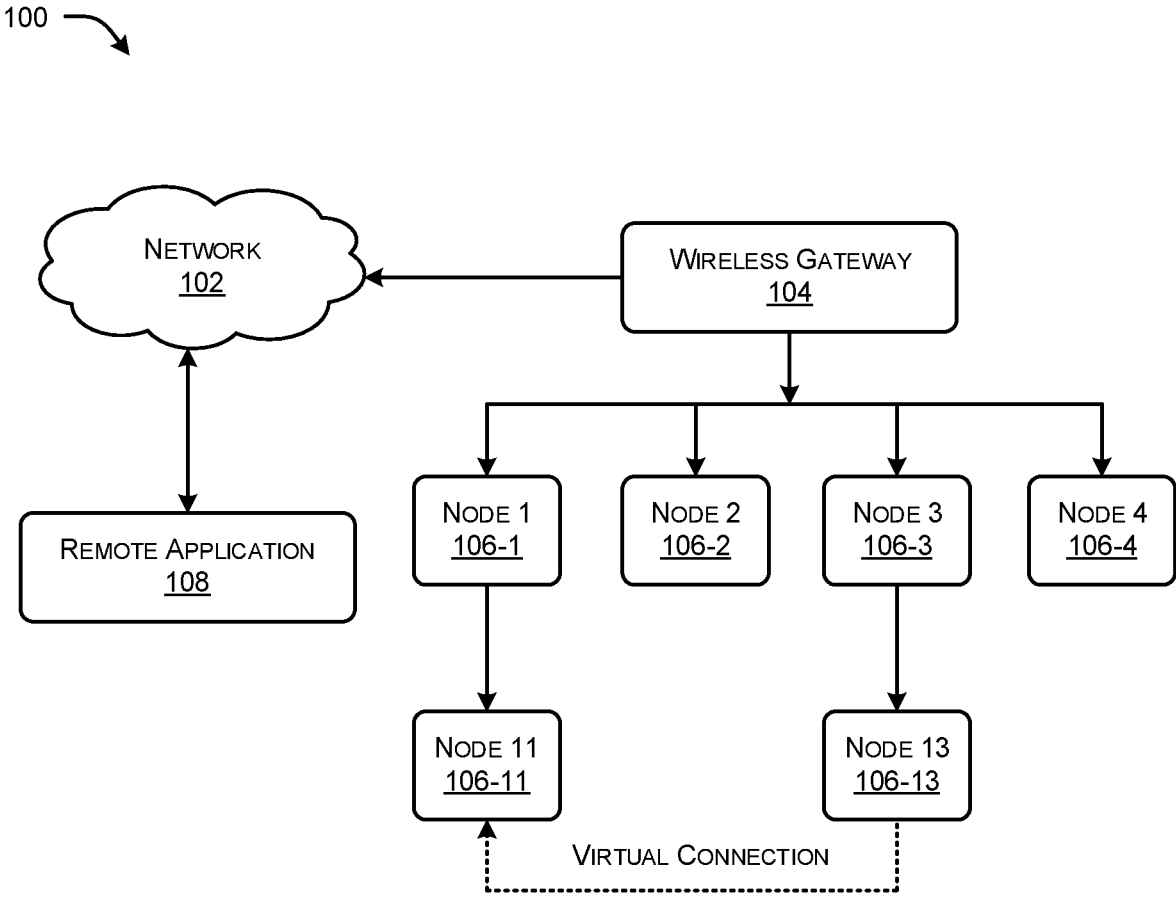 100
NETWORK
102
WIRELESS GATEWAY
104
NODE 1
106-1
NODE 2
106-2
NODE 3
106-3
NODE 4
106-4
REMOTE APPLICATION
108
NODE 11
106-11
NODE 13
106-13
VIRTUAL CONNECTION